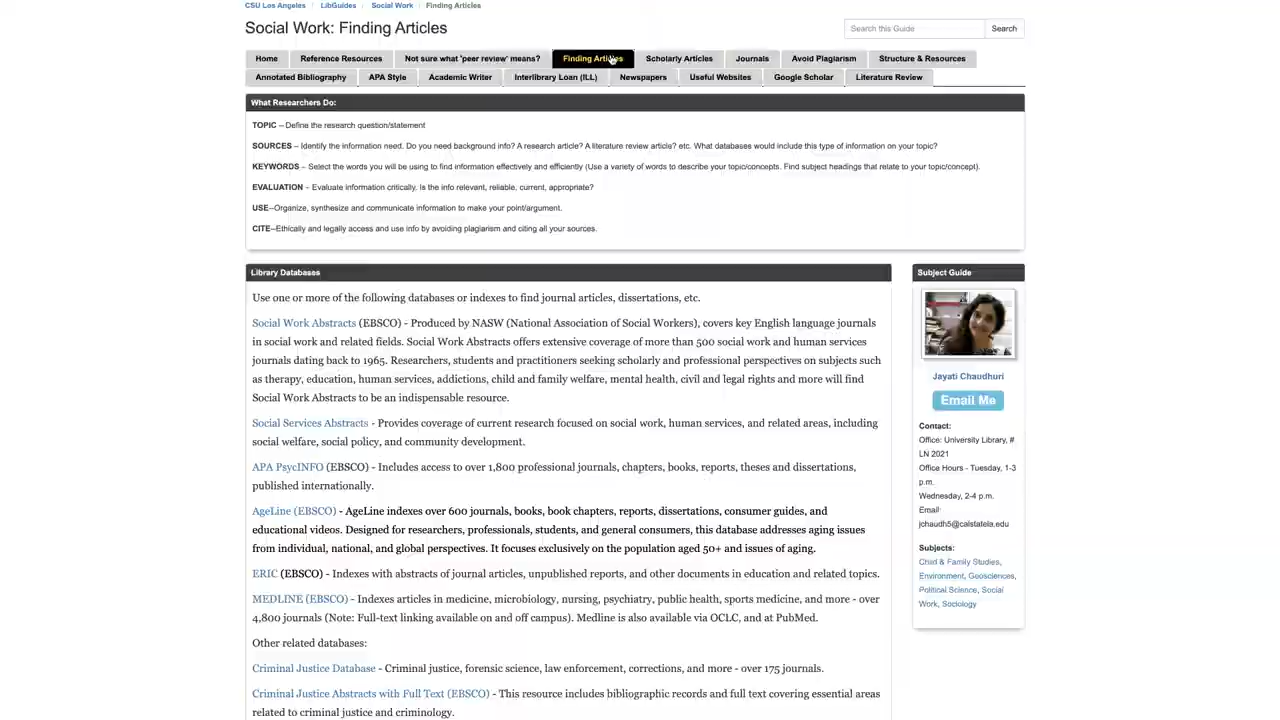 CSU Los Angeles LibGuides Social Work Finding Articles
Social Work: Finding Articles
Search this Guide Search
Home Reference Resources Not sure what 'peer review' means? Finding Articles Scholarly Articles Journals Avoid Plagiarism Structure & Resources
Annotated Bibliography APA Style Academic Writer Interlibrary Loan (ILL) Newspapers Useful Websites Google Scholar Literature Review
What Researchers Do:
TOPIC – Define the research question/statement
SOURCES – Identify the information need. Do you need background info? A research article? A literature review article? etc. What databases would include this type of information on your topic?
KEYWORDS – Select the words you will be using to find information effectively and efficiently (Use a variety of words to describe your topic/concepts. Find subject headings that relate to your topic/concept).
EVALUATION – Evaluate information critically. Is the info relevant, reliable, current, appropriate?
USE--Organize, synthesize and communicate information to make your point/argument.
CITE--Ethically and legally access and use info by avoiding plagiarism and citing all your sources.
Library Databases
Use one or more of the following databases or indexes to find journal articles, dissertations, etc.
Social Work Abstracts (EBSCO) - Produced by NASW (National Association of Social Workers), covers key English language journals
in social work and related fields. Social Work Abstracts offers extensive coverage of more than 500 social work and human services
journals dating back to 1965. Researchers, students and practitioners seeking scholarly and professional perspectives on subjects such
as therapy, education, human services, addictions, child and family welfare, mental health, civil and legal rights and more will find
Social Work Abstracts to be an indispensable resource.
Social Services Abstracts - Provides coverage of current research focused on social work, human services, and related areas, including
social welfare, social policy, and community development.
APA PsycINFO (EBSCO) - Includes access to over 1,800 professional journals, chapters, books, reports, theses and dissertations,
published internationally.
AgeLine (EBSCO) - AgeLine indexes over 600 journals, books, book chapters, reports, dissertations, consumer guides, and
educational videos. Designed for researchers, professionals, students, and general consumers, this database addresses aging issues
from individual, national, and global perspectives. It focuses exclusively on the population aged 50+ and issues of aging.
ERIC (EBSCO) - Indexes with abstracts of journal articles, unpublished reports, and other documents in education and related topics.
MEDLINE (EBSCO) - Indexes articles in medicine, microbiology, nursing, psychiatry, public health, sports medicine, and more - over
4,800 journals (Note: Full-text linking available on and off campus). Medline is also available via OCLC, and at PubMed.
Other related databases:
Criminal Justice Database - Criminal justice, forensic science, law enforcement, corrections, and more - over 175 journals.
Criminal Justice Abstracts with Full Text (EBSCO) - This resource includes bibliographic records and full text covering essential areas
related to criminal justice and criminology.
Subject Guide
Jayati Chaudhuri
Email Me
Contact:
Office: University Library, #
LN 2021
Office Hours - Tuesday, 1-3
p.m.
Wednesday, 2-4 p.m.
Email:
jchaudh5@calstatela.edu
Subjects:
Child & Family Studies,
Environment, Geosciences,
Political Science, Social
Work, Sociology